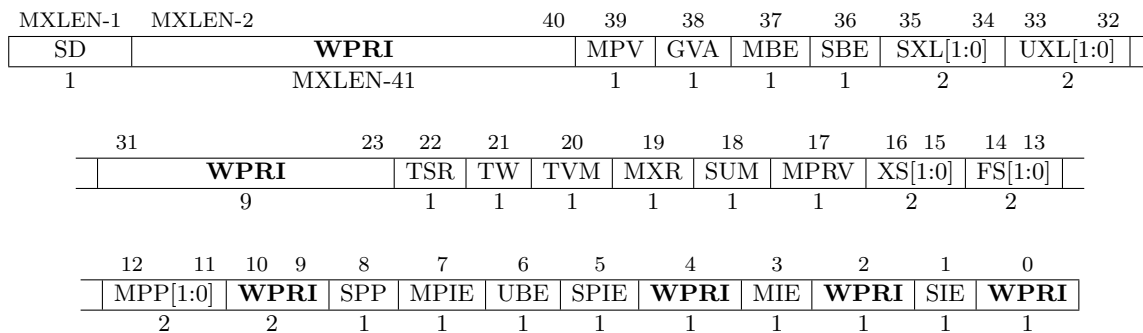 MXLEN-1 MXLEN-2 40 39 38 37 36 35 34 33 32
SD WPRI MPV GVA MBE SBE SXL[1:0] UXL[1:0]
1 MXLEN-41 1 1 1 1 2 2
31 23 22 21 20 19 18 17 16 15 14 13
WPRI TSR TW TVM MXR SUM MPRV XS[1:0] FS[1:0]
9 1 1 1 1 1 1 2 2
12 11 10 9 8 7 6 5 4 3 2 1 0
MPP[1:0] WPRI SPP MPIE UBE SPIE WPRI MIE WPRI SIE WPRI
2 2 1 1 1 1 1 1 1 1 1